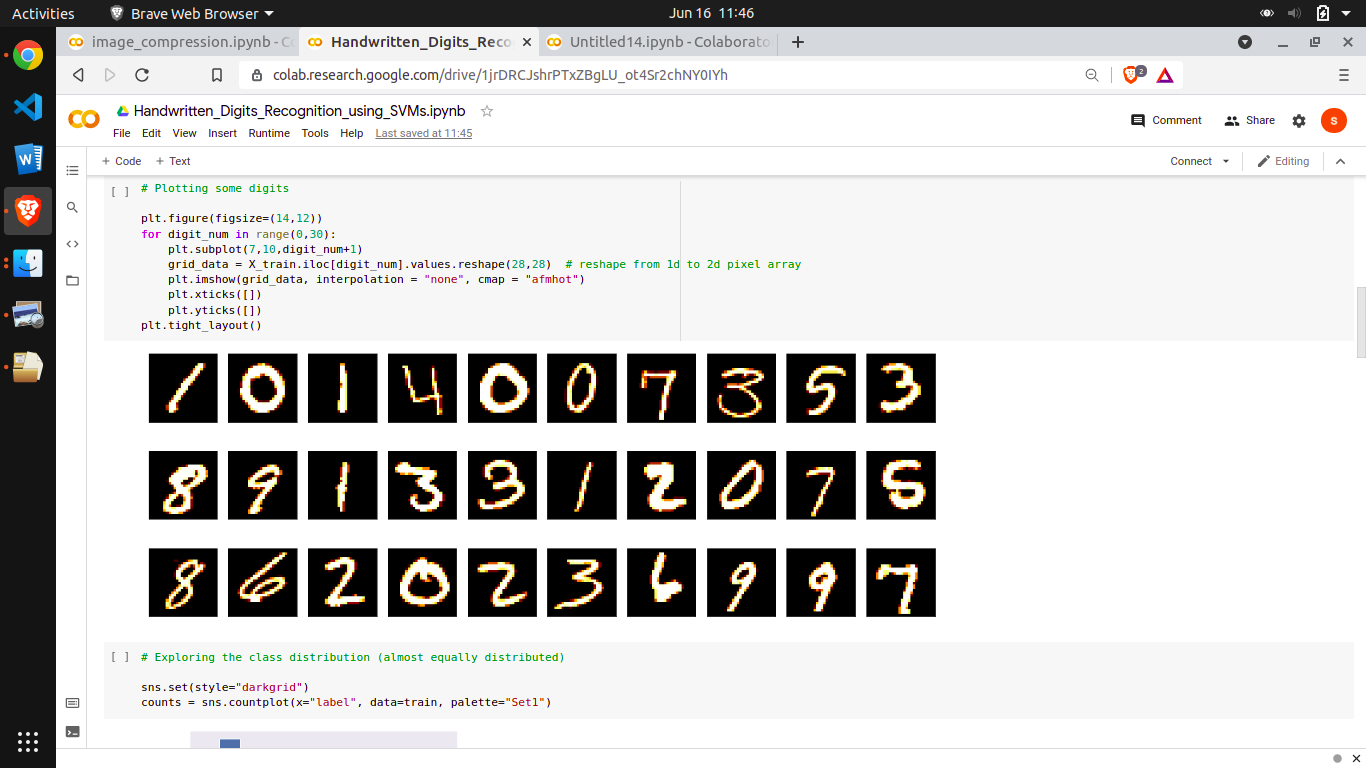 Activities Brave Web Browser Jun 16 11:46
image_compression.ipynb - Co Handwritten_Digits_Reco Untitled14.ipynb - Colaborato
colab.research.google.com/drive/1jrDRCJshrPTxZBgLU_ot4Sr2chNY0IYh 2
Handwritten_Digits_Recognition_using_SVMs.ipynb
File Edit View Insert Runtime Tools Help Last saved at 11:45 Comment Share S
+ Code + Text Connect Editing
[ ] # Plotting some digits
plt.figure(figsize=(14,12))
for digit_num in range(0,30):
    plt.subplot(7,10,digit_num+1)
    grid_data = X_train.iloc[digit_num].values.reshape(28,28)  # reshape from 1d to 2d pixel array
    plt.imshow(grid_data, interpolation = "none", cmap = "afmhot")
    plt.xticks([])
    plt.yticks([])
plt.tight_layout()
1 0 1 4 0 0 7 3 5 3
8 9 1 3 3 1 2 0 7 5
8 6 2 0 2 3 6 9 9 7
[ ] # Exploring the class distribution (almost equally distributed)
sns.set(style="darkgrid")
counts = sns.countplot(x="label", data=train, palette="Set1")